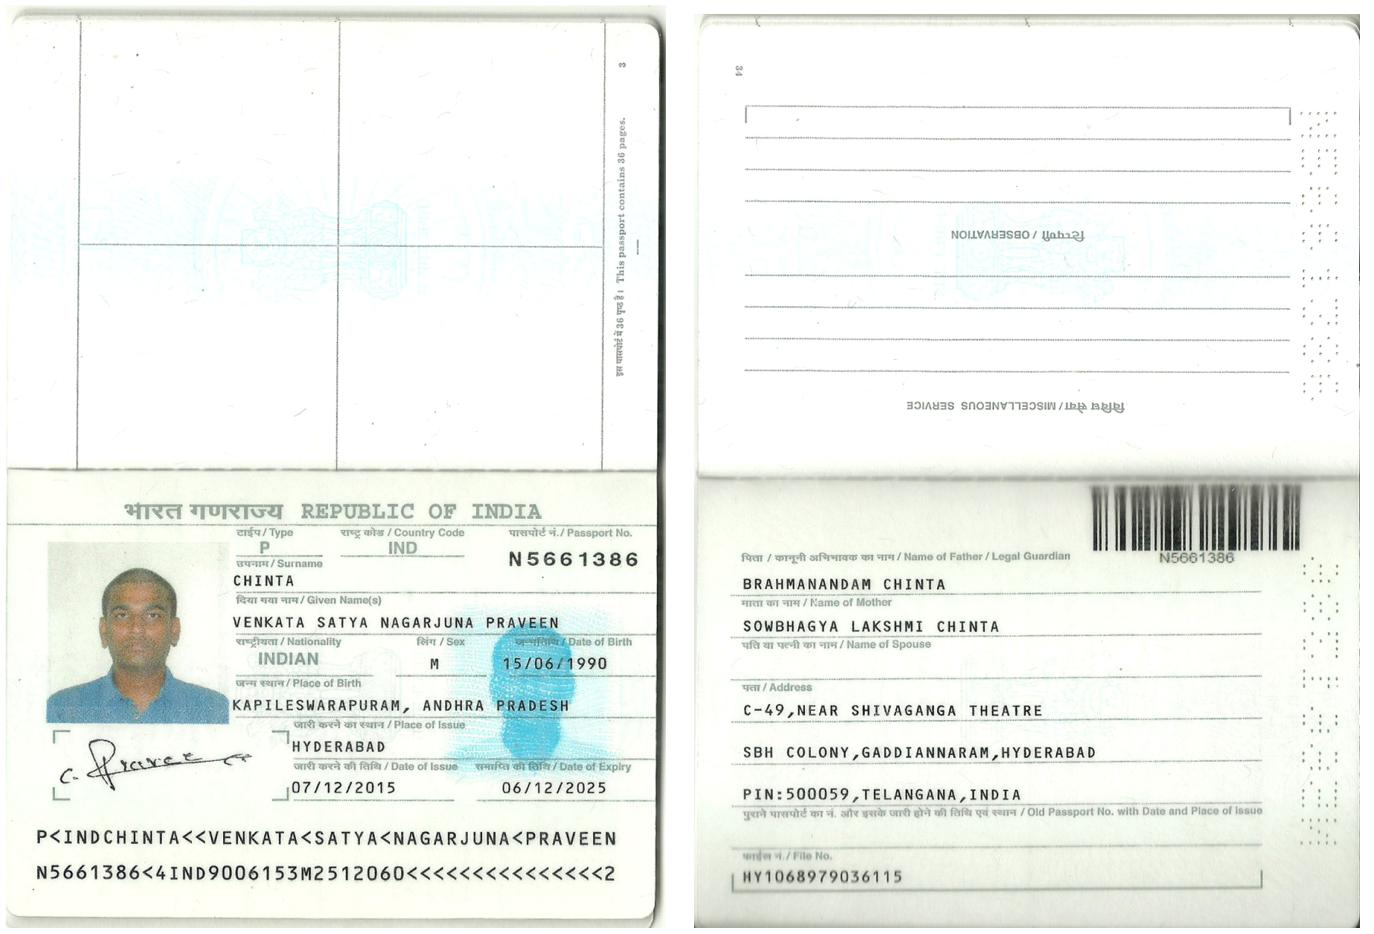 3
इस पासपोर्ट में 36 पृष्ठ हैं। This passport contains 36 pages.
भारत गणराज्य REPUBLIC OF INDIA
टाईप / Type
राष्ट्र कोड / Country Code
पासपोर्ट नं. / Passport No.
P
IND
N5661386
उपनाम / Surname
CHINTA
दिया गया नाम / Given Name(s)
VENKATA SATYA NAGARJUNA PRAVEEN
राष्ट्रीयता / Nationality
लिंग / Sex
जन्मतिथि / Date of Birth
INDIAN
M
15/06/1990
जन्म स्थान / Place of Birth
KAPILESWARAPURAM, ANDHRA PRADESH
जारी करने का स्थान / Place of Issue
HYDERABAD
जारी करने की तिथि / Date of Issue
समाप्ति की तिथि / Date of Expiry
07/12/2015
06/12/2025
C. Praveen
P<INDCHINTA<<VENKATA<SATYA<NAGARJUNA<PRAVEEN
N5661386<4IND9006153M2512060<<<<<<<<<<<<<<<2
34
टिप्पणी / OBSERVATION
विविध सेवा / MISCELLANEOUS SERVICE
पिता / कानूनी अभिभावक का नाम / Name of Father / Legal Guardian
N5661386
BRAHMANANDAM CHINTA
माता का नाम / Name of Mother
SOWBHAGYA LAKSHMI CHINTA
पति या पत्नी का नाम / Name of Spouse
पता / Address
C-49,NEAR SHIVAGANGA THEATRE
SBH COLONY,GADDIANNARAM,HYDERABAD
PIN:500059,TELANGANA,INDIA
पुराने पासपोर्ट का नं. और इसके जारी होने की तिथि एवं स्थान / Old Passport No. with Date and Place of Issue
फाईल नं. / File No.
HY1068979036115